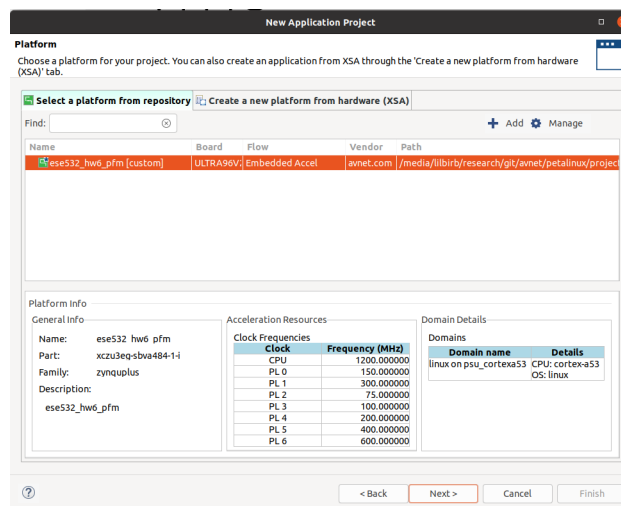 New Application Project
Platform
Choose a platform for your project. You can also create an application from XSA through the 'Create a new platform from hardware
(XSA)' tab.
Select a platform from repository Create a new platform from hardware (XSA)
Find: Add Manage
Name Board Flow Vendor Path
ese532_hw6_pfm [custom] ULTRA96V2 Embedded Accel avnet.com /media/lilbirb/research/git/avnet/petalinux/project
Platform Info
General Info
Name: ese532_hw6_pfm
Part: xczu3eg-sbva484-1-i
Family: zynquplus
Description:
ese532_hw6_pfm
Acceleration Resources
Clock Frequencies
Clock Frequency (MHz)
CPU 1200.000000
PL 0 150.000000
PL 1 300.000000
PL 2 75.000000
PL 3 100.000000
PL 4 200.000000
PL 5 400.000000
PL 6 600.000000
Domain Details
Domains
Domain name Details
linux on psu_cortexa53 CPU: cortex-a53
OS: linux
? < Back Next > Cancel Finish